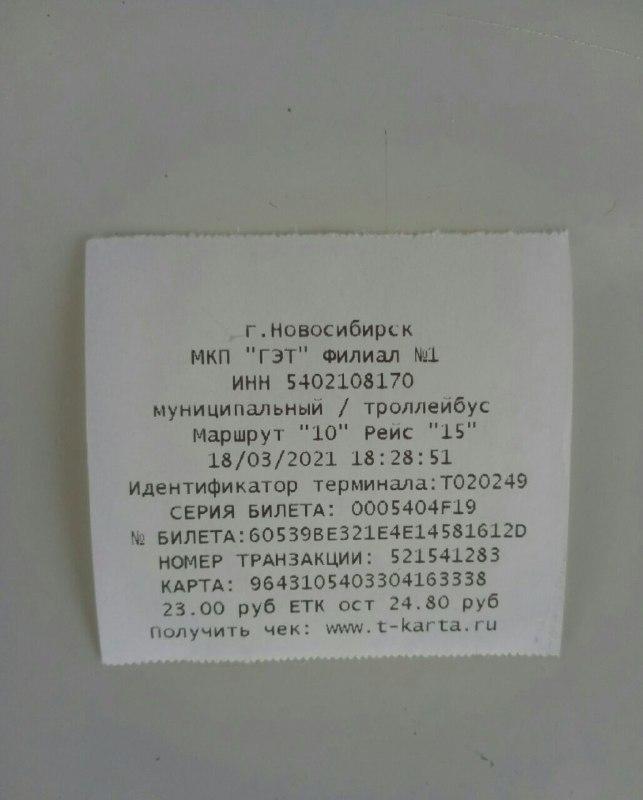 г.Новосибирск
МКП "ГЭТ" Филиал №1
ИНН 5402108170
муниципальный / троллейбус
Маршрут "10" Рейс "15"
18/03/2021 18:28:51
Идентификатор терминала:Т020249
СЕРИЯ БИЛЕТА: 0005404F19
№ БИЛЕТА:60539BE321E4E14581612D
НОМЕР ТРАНЗАКЦИИ: 521541283
КАРТА: 9643105403304163338
23.00 руб ЕТК ост 24.80 руб
Получить чек: www.t-karta.ru